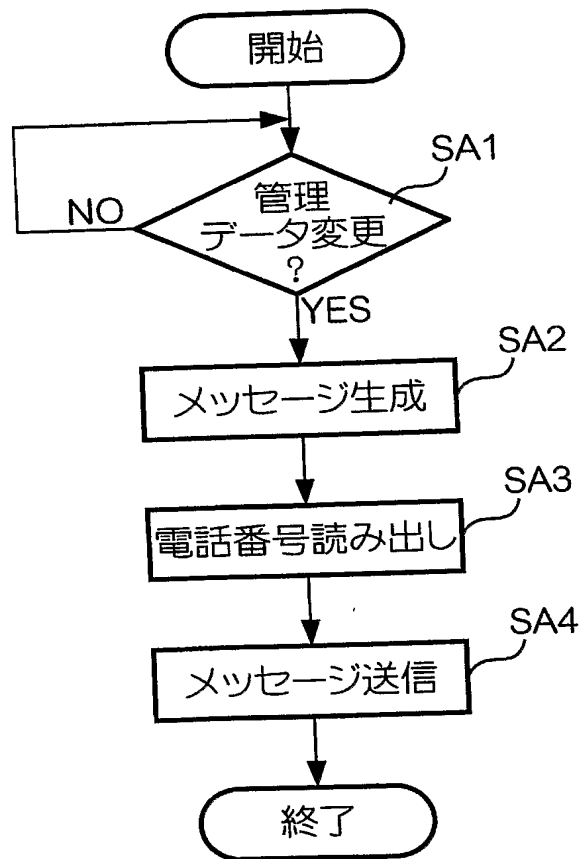 開始
SA1
管理
データ変更
?
NO
YES
SA2
メッセージ生成
SA3
電話番号読み出し
SA4
メッセージ送信
終了